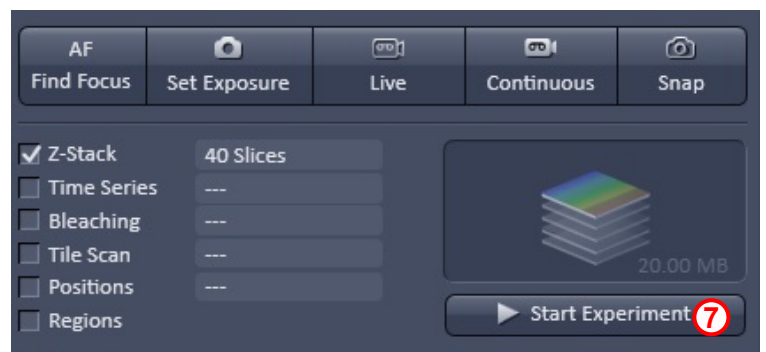 AF
Find Focus
Set Exposure
Live
Continuous
Snap
Z-Stack 40 Slices
Time Series ---
Bleaching ---
Tile Scan ---
Positions ---
Regions
20.00 MB
Start Experiment 7